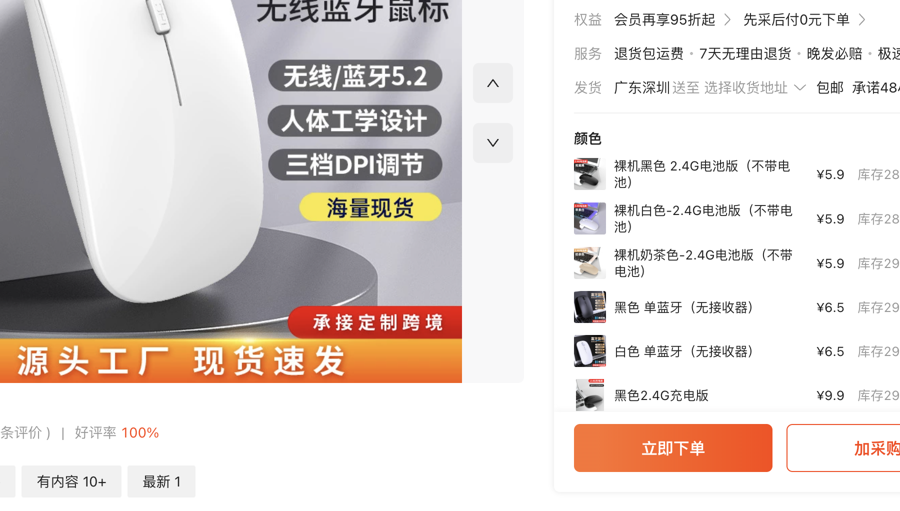 无线蓝牙鼠标
无线/蓝牙5.2
人体工学设计
三档DPI调节
海量现货
承接定制跨境
源头工厂 现货速发
条评价 ) | 好评率 100%
有内容 10+
最新 1
权益 会员再享95折起 先采后付0元下单
服务 退货包运费 · 7天无理由退货 · 晚发必赔 · 极速
发货 广东深圳 送至 选择收货地址 包邮 承诺48
颜色
裸机黑色 2.4G电池版（不带电
池） ¥5.9 库存28
裸机白色-2.4G电池版（不带电
池） ¥5.9 库存28
裸机奶茶色-2.4G电池版（不带
电池） ¥5.9 库存29
黑色 单蓝牙（无接收器） ¥6.5 库存29
白色 单蓝牙（无接收器） ¥6.5 库存29
黑色2.4G充电版 ¥9.9 库存29
立即下单 加采购